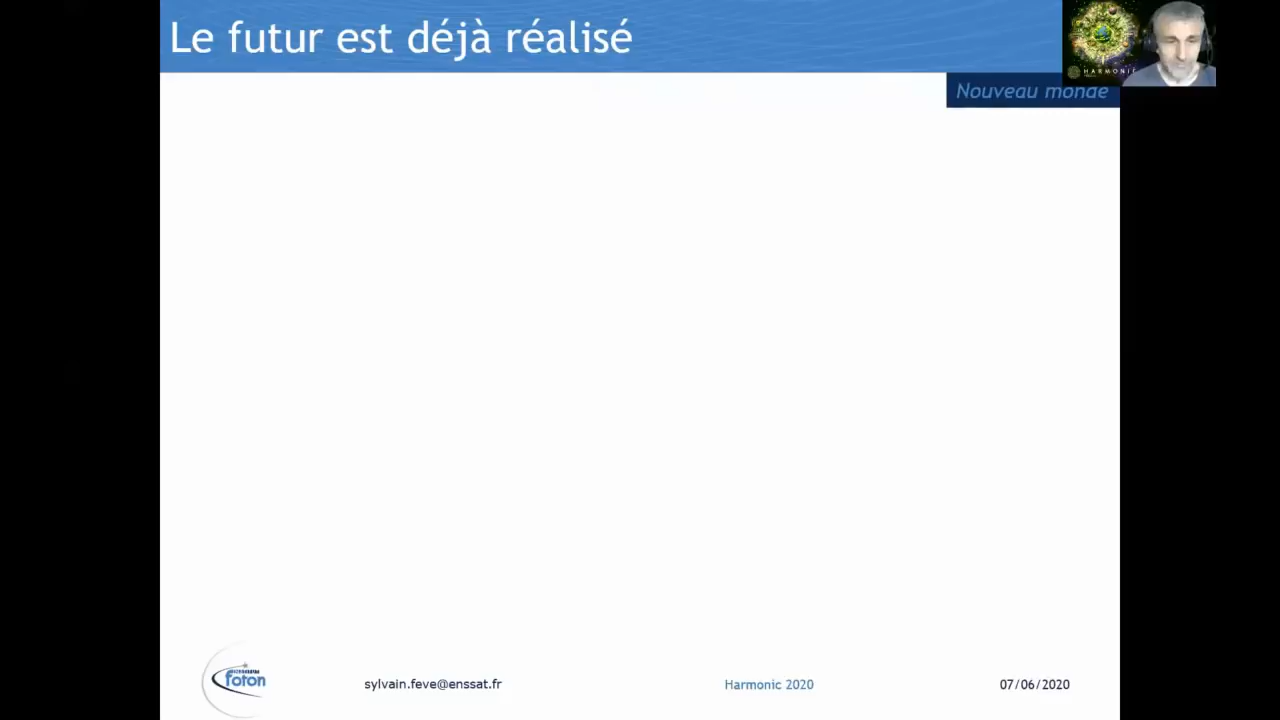 Le futur est déjà réalisé
HARMONIC
Nouveau monde
foton
sylvain.feve@enssat.fr
Harmonic 2020
07/06/2020